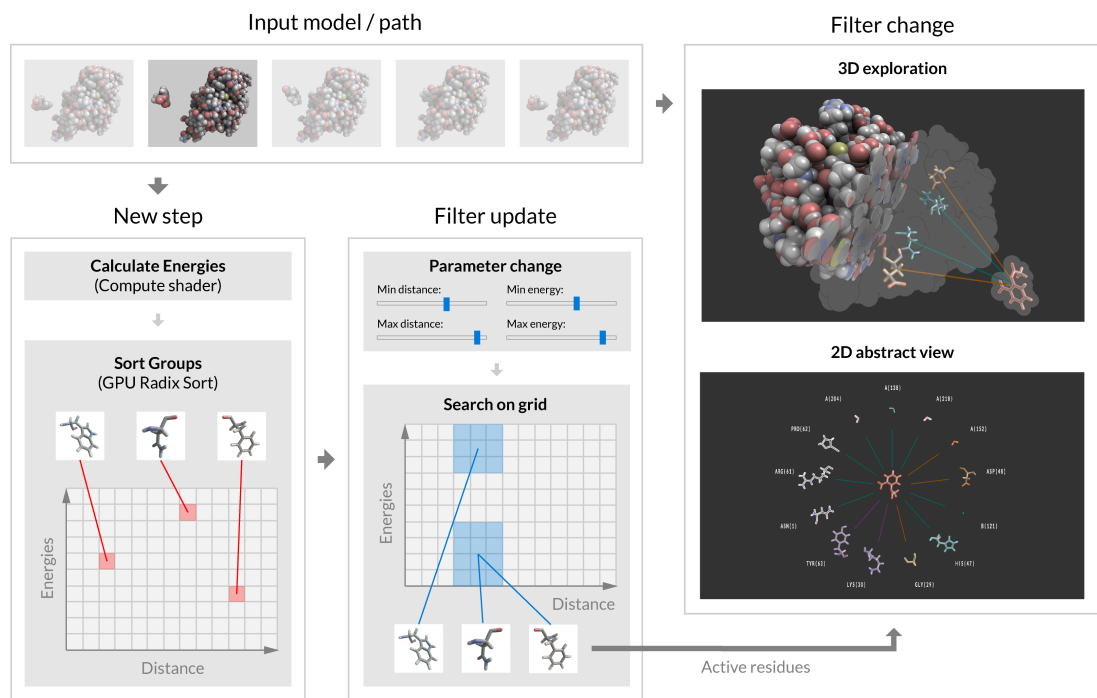 Input model / path
Filter change
3D exploration
New step
Filter update
Calculate Energies
(Compute shader)
Parameter change
Min distance:
Min energy:
Max distance:
Max energy:
Sort Groups
(GPU Radix Sort)
Search on grid
Energies
Distance
Energies
Distance
Active residues
2D abstract view
A(138)
A(204)
A(210)
PRO(62)
A(152)
ARG(61)
ASP(48)
ASN(1)
B(121)
TYR(63)
HIS(47)
LYS(30)
GLY(29)